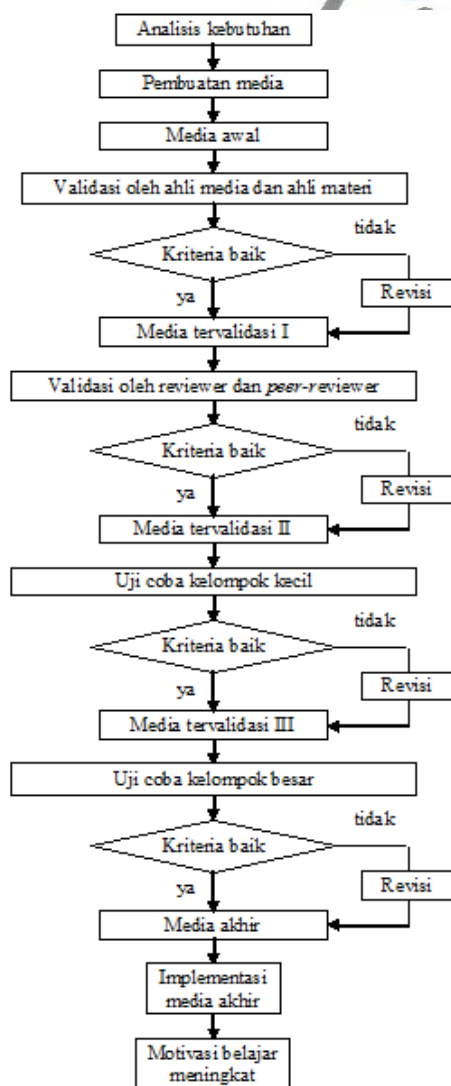 Analisis kebutuhan
Pembuatan media
Media awal
Validasi oleh ahli media dan ahli materi
tidak
Kriteria baik
ya
Revisi
Media tervalidasi I
Validasi oleh reviewer dan peer-reviewer
tidak
Kriteria baik
ya
Revisi
Media tervalidasi II
Uji coba kelompok kecil
tidak
Kriteria baik
ya
Revisi
Media tervalidasi III
Uji coba kelompok besar
tidak
Kriteria baik
ya
Revisi
Media akhir
Implementasi
media akhir
Motivasi belajar
meningkat